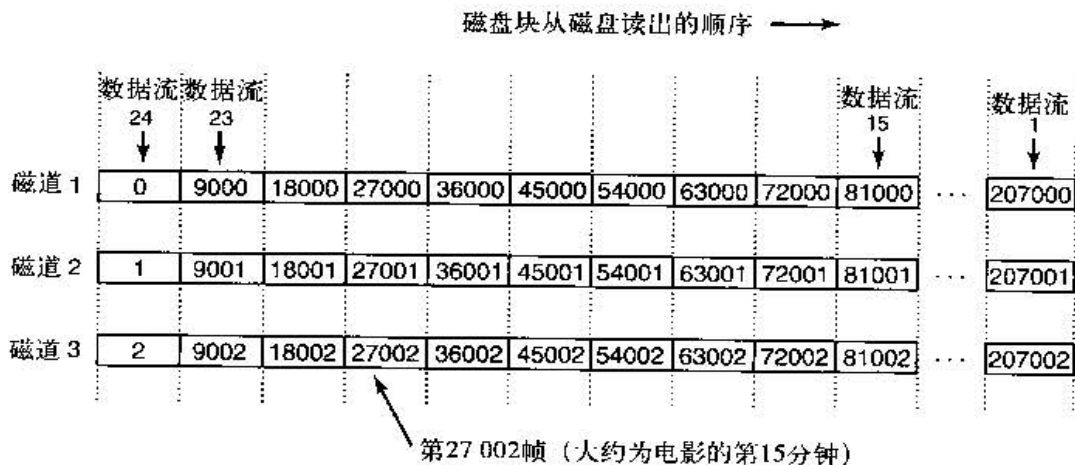 磁盘块从磁盘读出的顺序
数据流 24
数据流 23
数据流 15
数据流 1
磁道 1 0 9000 18000 27000 36000 45000 54000 63000 72000 81000 ··· 207000
磁道 2 1 9001 18001 27001 36001 45001 54001 63001 72001 81001 ··· 207001
磁道 3 2 9002 18002 27002 36002 45002 54002 63002 72002 81002 ··· 207002
第27 002帧（大约为电影的第15分钟）